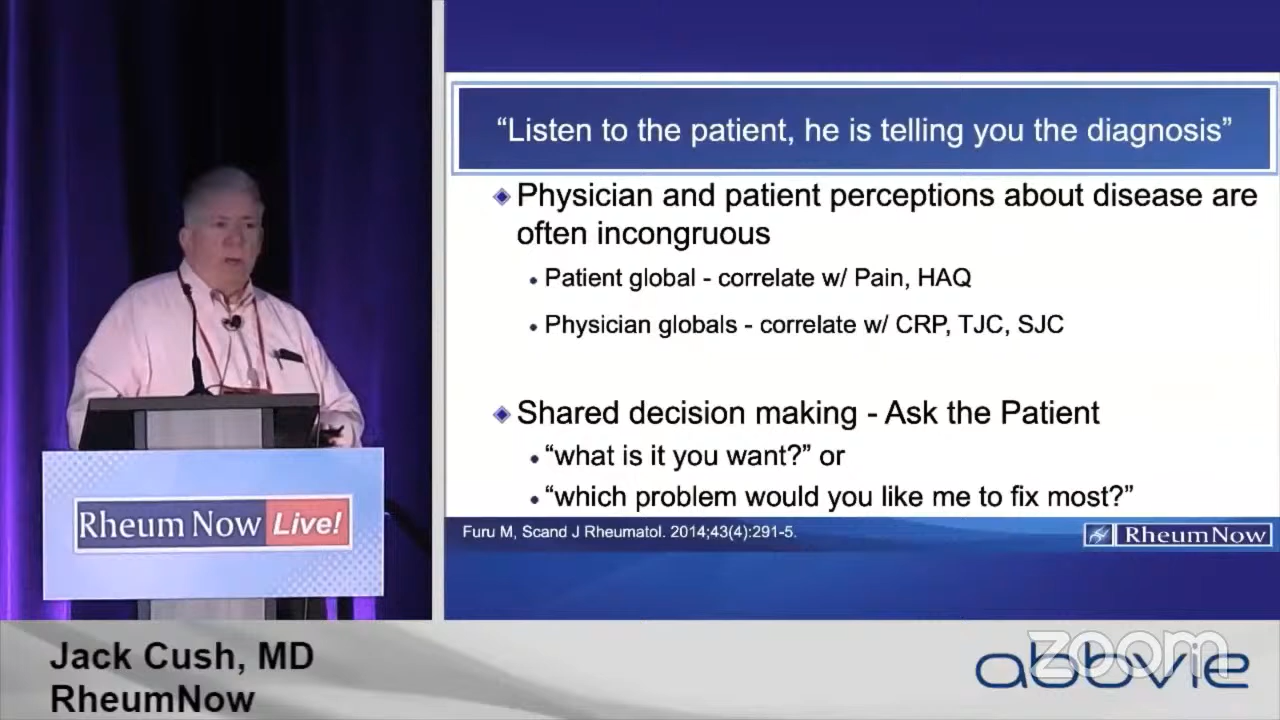 “Listen to the patient, he is telling you the diagnosis”
Physician and patient perceptions about disease are
often incongruous
Patient global - correlate w/ Pain, HAQ
Physician globals - correlate w/ CRP, TJC, SJC
Shared decision making - Ask the Patient
“what is it you want?” or
“which problem would you like me to fix most?”
Furu M, Scand J Rheumatol. 2014;43(4):291-5.
RheumNow
Rheum Now Live!
Jack Cush, MD
RheumNow
abbvie
zoom